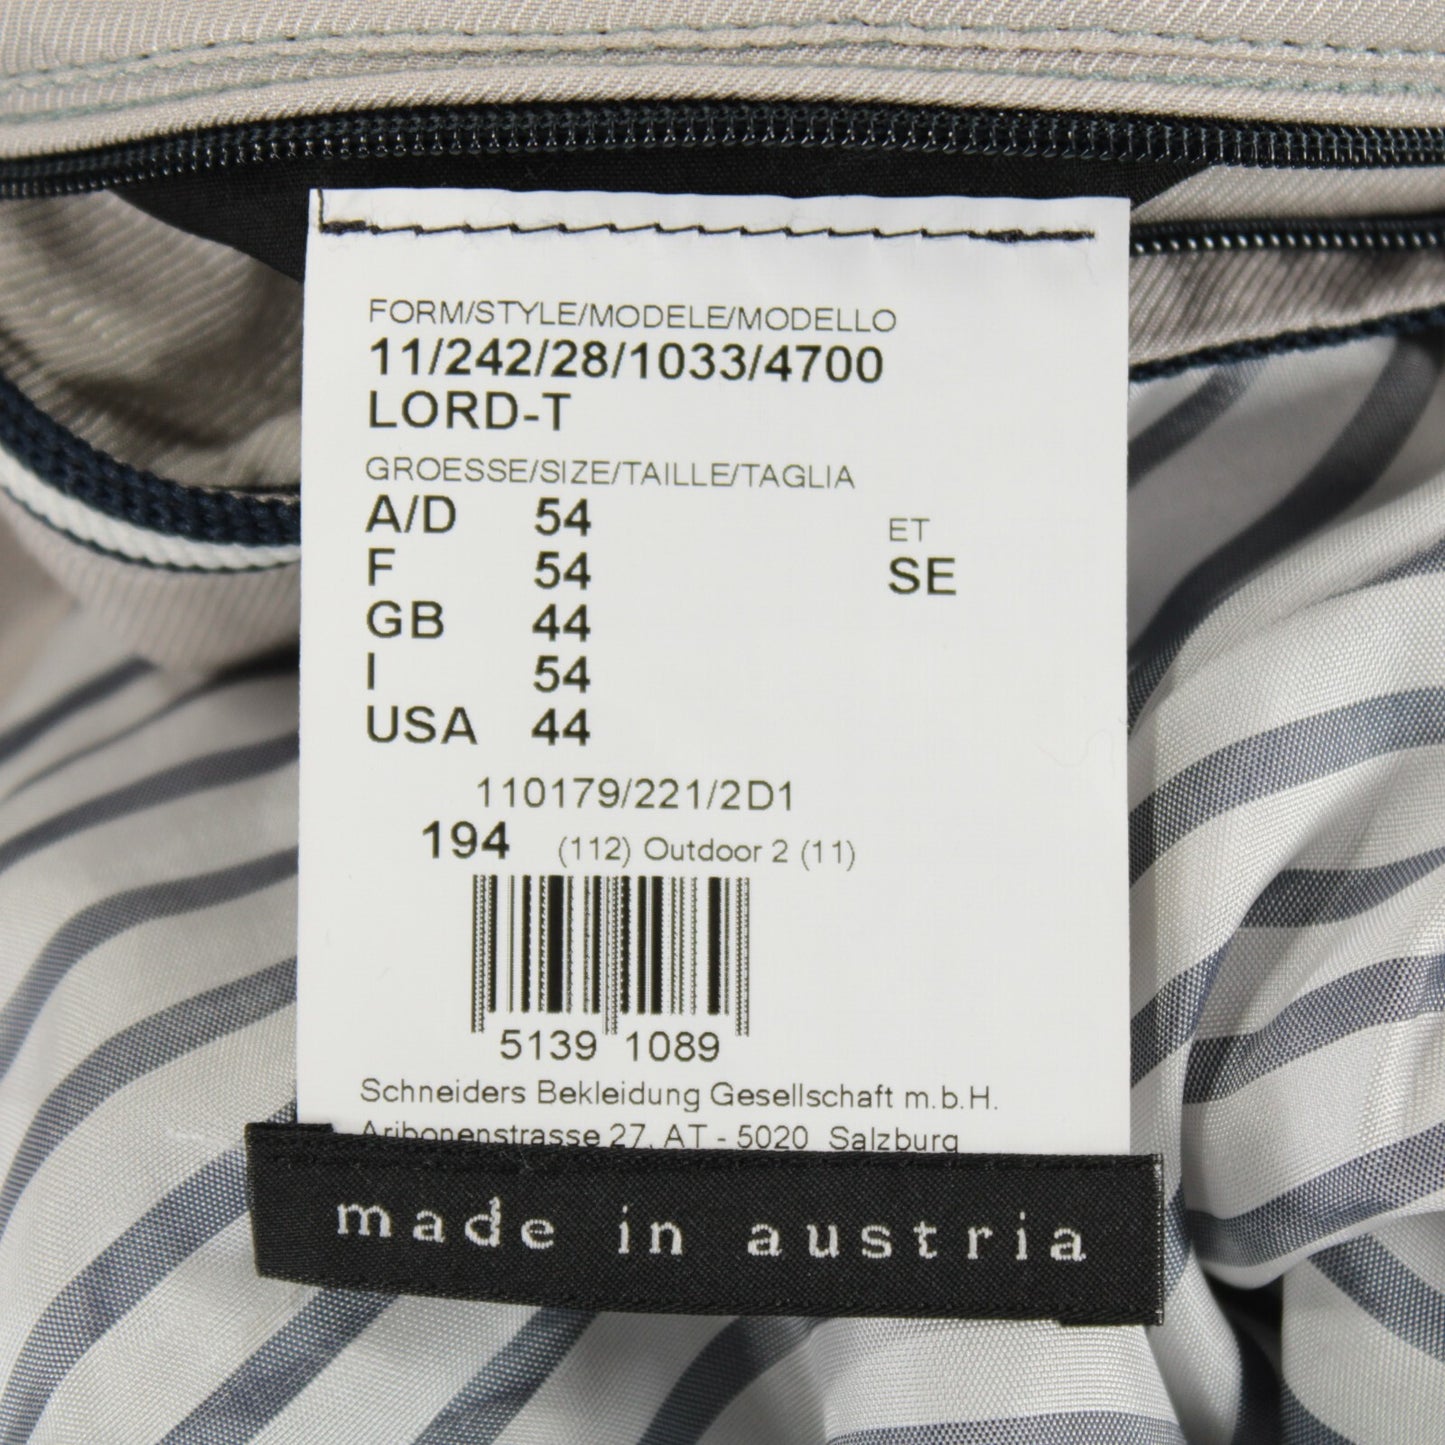 FORM/STYLE/MODELE/MODELLO
11/242/28/1033/4700
LORD-T
GROESSE/SIZE/TAILLE/TAGLIA
A/D 54
ET
F 54
SE
GB 44
I 54
USA 44
110179/221/2D1
194 (112) Outdoor 2 (11)
5139 1089
Schneiders Bekleidung Gesellschaft m.b.H.
Aribonenstrasse 27, AT - 5020 Salzburg
made in austria